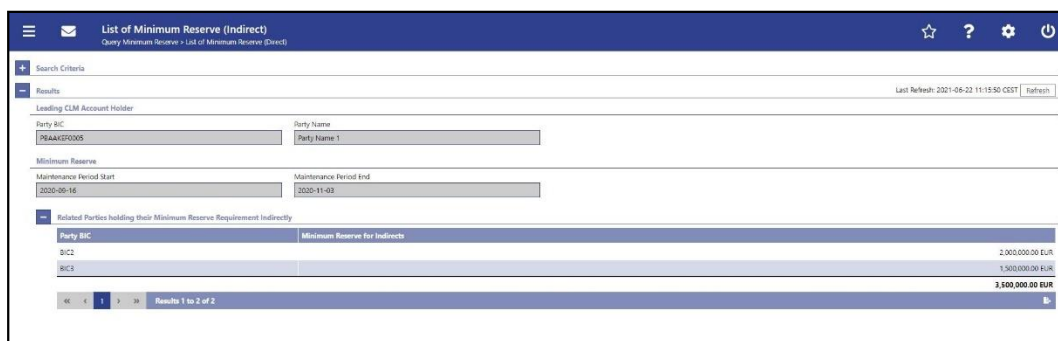 List of Minimum Reserve (Indirect)
Query Minimum Reserve > List of Minimum Reserve (Direct)
Search Criteria
Results
Last Refresh: 2021-06-22 11:15:50 CEST Refresh
Leading CLM Account Holder
Party BIC Party Name
PBAAKEF0005 Party Name 1
Minimum Reserve
Maintenance Period Start Maintenance Period End
2020-09-16 2020-11-03
Related Parties holding their Minimum Reserve Requirement Indirectly
Party BIC Minimum Reserve for Indirects
BIC2 2,000,000.00 EUR
BIC3 1,500,000.00 EUR
3,500,000.00 EUR
1 Results 1 to 2 of 2